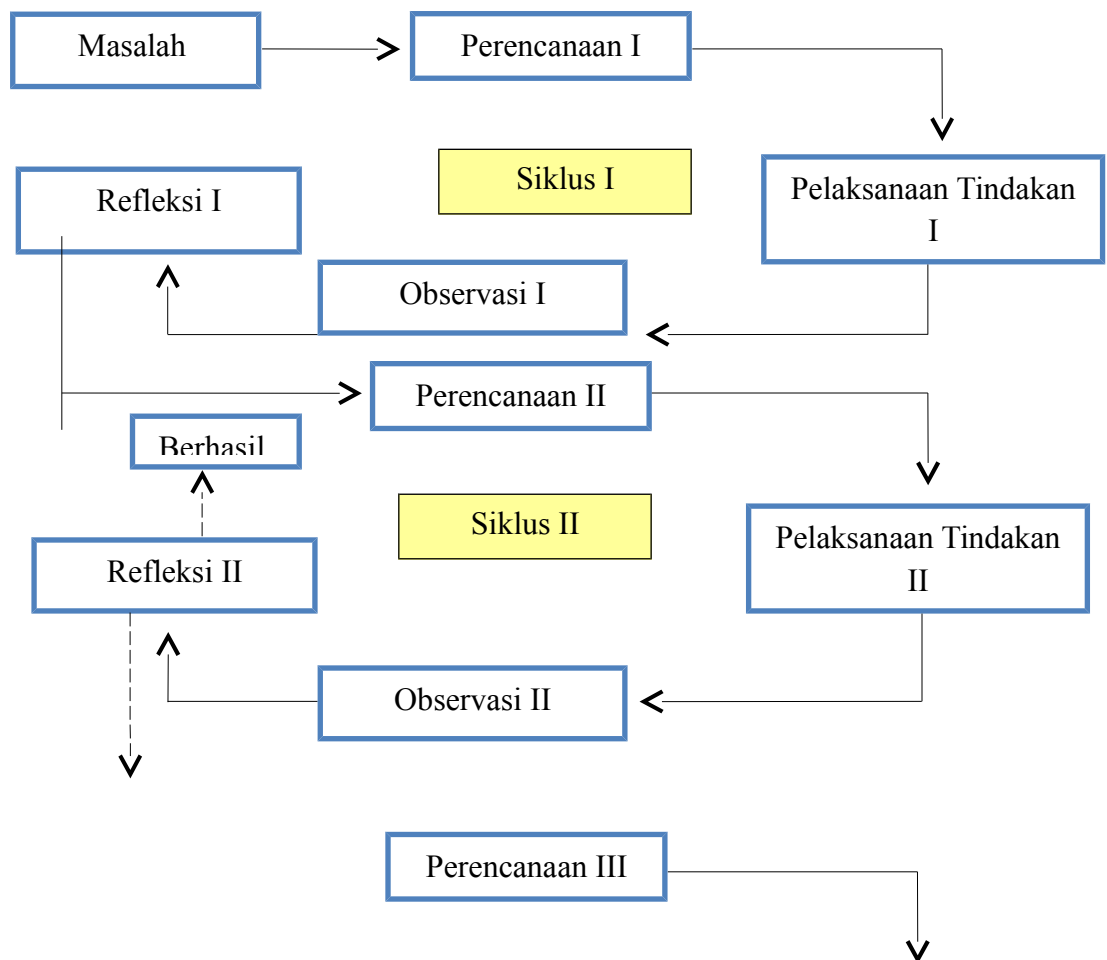 Masalah
Perencanaan I
Siklus I
Pelaksanaan Tindakan
I
Refleksi I
Observasi I
Perencanaan II
Berhasil
Siklus II
Pelaksanaan Tindakan
II
Refleksi II
Observasi II
Perencanaan III